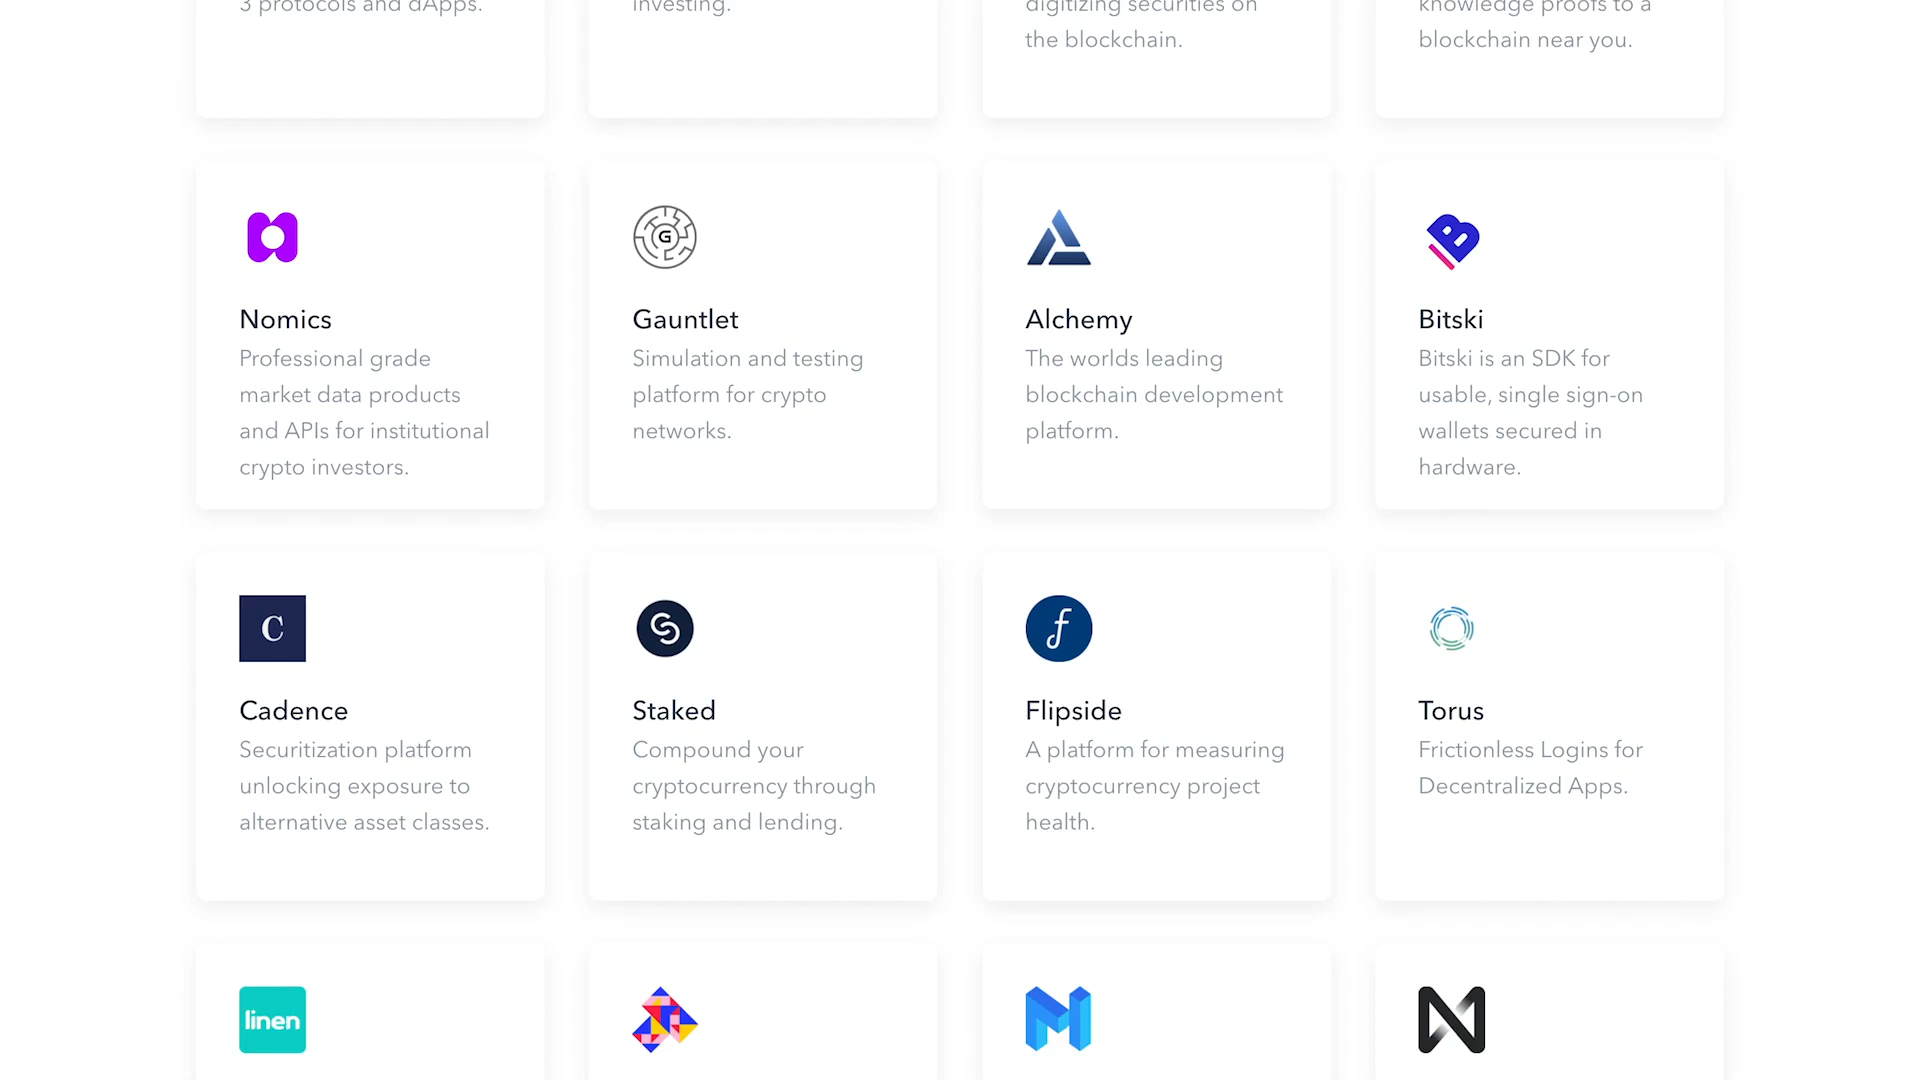 3 protocols and dApps.
investing.
digitizing securities on
the blockchain.
knowledge proofs to a
blockchain near you.
Nomics
Professional grade
market data products
and APIs for institutional
crypto investors.
G
Gauntlet
Simulation and testing
platform for crypto
networks.
Alchemy
The worlds leading
blockchain development
platform.
B
Bitski
Bitski is an SDK for
usable, single sign-on
wallets secured in
hardware.
C
Cadence
Securitization platform
unlocking exposure to
alternative asset classes.
Staked
Compound your
cryptocurrency through
staking and lending.
f
Flipside
A platform for measuring
cryptocurrency project
health.
Torus
Frictionless Logins for
Decentralized Apps.
linen